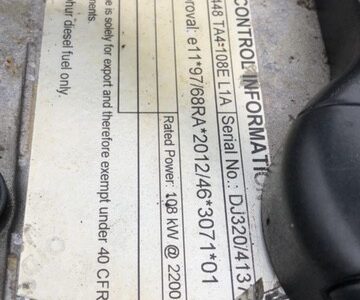 CONTROL INFORMATIO
448 TA4-108E L1A Serial No.: DJ320/4137
roval: e11*97/68RA*2012/46*3071*01
Rated Power: 108 kW @ 2200
e is solely for export and therefore exempt under 40 CFR
ments.
hur diesel fuel only.